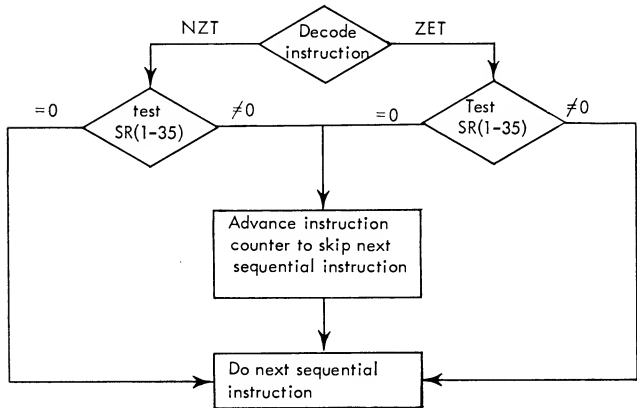 NZT
Decode
instruction
ZET
=0
test
SR(1-35)
≠0
=0
Test
SR(1-35)
≠0
Advance instruction
counter to skip next
sequential instruction
Do next sequential
instruction